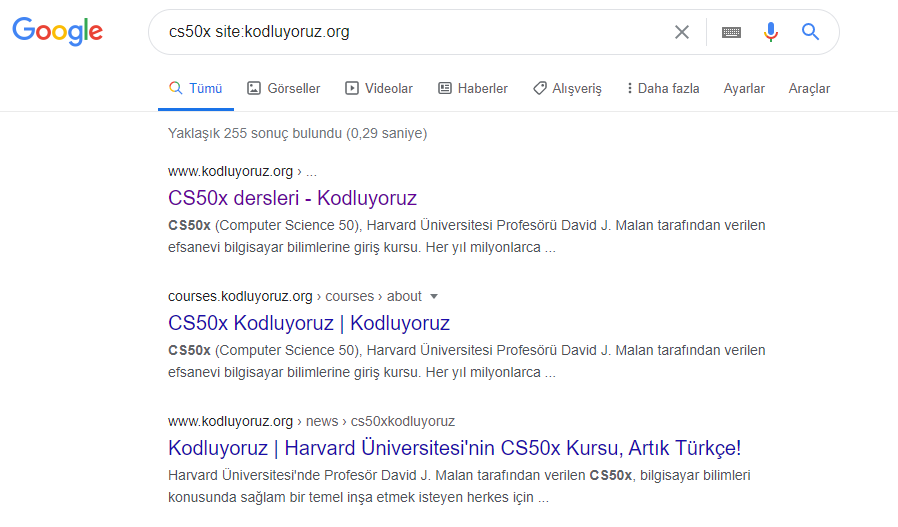 Google
cs50x site:kodluyoruz.org
Tümü Görseller Videolar Haberler Alışveriş Daha fazla Ayarlar Araçlar
Yaklaşık 255 sonuç bulundu (0,29 saniye)
www.kodluyoruz.org › ...
CS50x dersleri - Kodluyoruz
CS50x (Computer Science 50), Harvard Üniversitesi Profesörü David J. Malan tarafından verilen
efsanevi bilgisayar bilimlerine giriş kursu. Her yıl milyonlarca ...
courses.kodluyoruz.org › courses › about
CS50x Kodluyoruz | Kodluyoruz
CS50x (Computer Science 50), Harvard Üniversitesi Profesörü David J. Malan tarafından verilen
efsanevi bilgisayar bilimlerine giriş kursu. Her yıl milyonlarca ...
www.kodluyoruz.org › news › cs50xkodluyoruz
Kodluyoruz | Harvard Üniversitesi'nin CS50x Kursu, Artık Türkçe!
Harvard Üniversitesi'nde Profesör David J. Malan tarafından verilen CS50x, bilgisayar bilimleri
konusunda sağlam bir temel inşa etmek isteyen herkes için ...